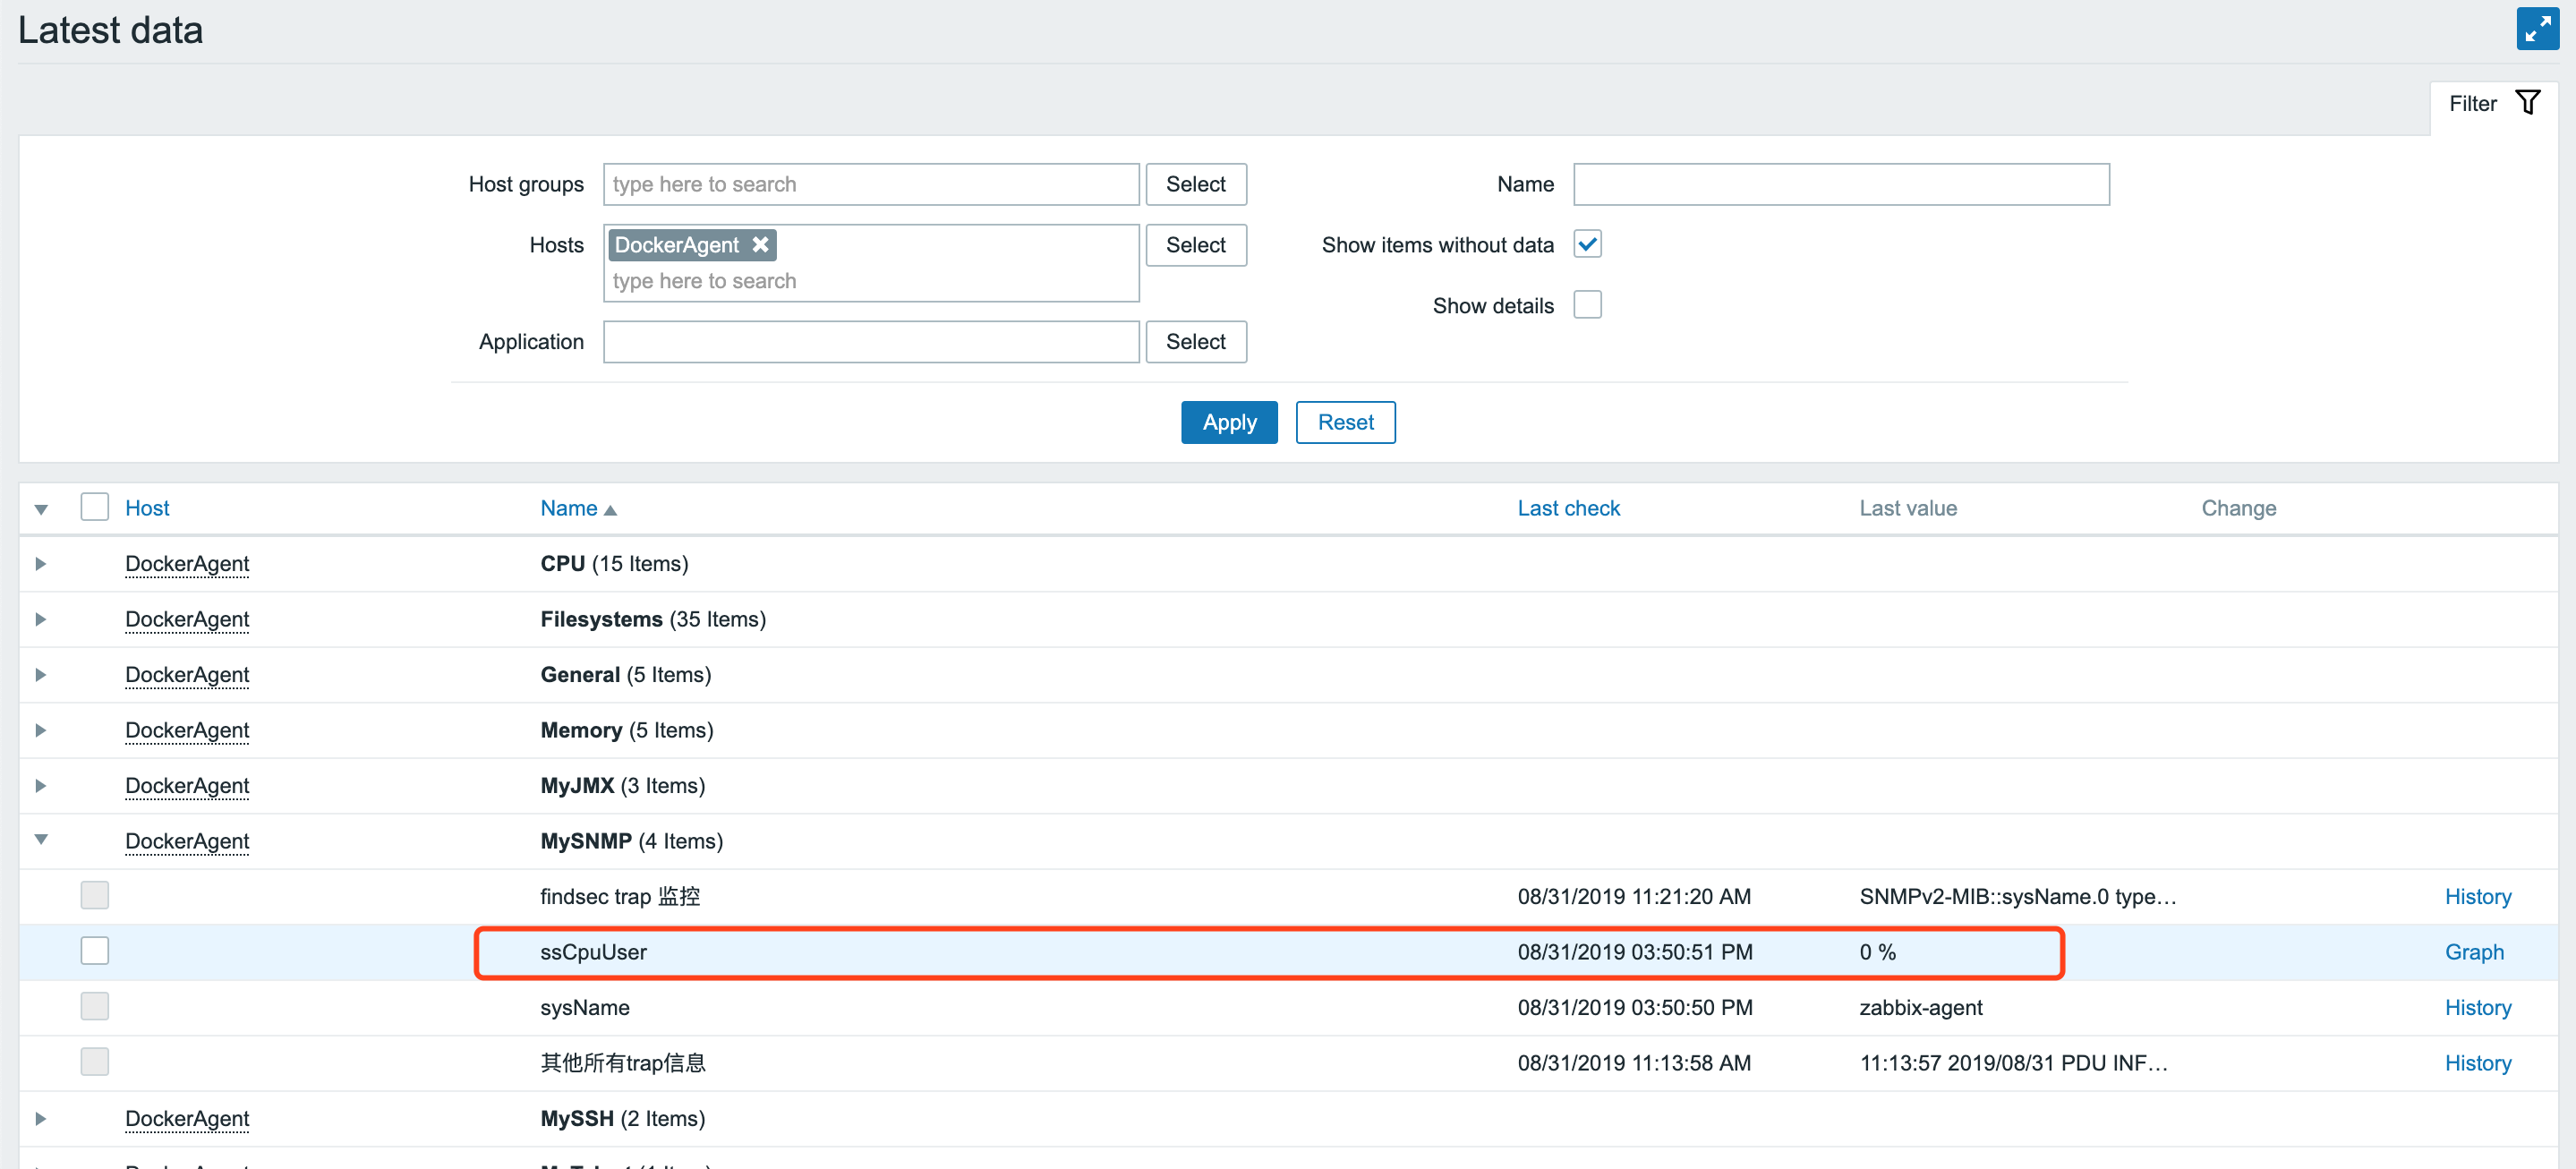 Latest data
Filter
Host groups type here to search Select Name
Hosts DockerAgent Select Show items without data
type here to search
Show details
Application Select
Apply Reset
Host Name Last check Last value Change
DockerAgent CPU (15 Items)
DockerAgent Filesystems (35 Items)
DockerAgent General (5 Items)
DockerAgent Memory (5 Items)
DockerAgent MyJMX (3 Items)
DockerAgent MySNMP (4 Items)
findsec trap 监控 08/31/2019 11:21:20 AM SNMPv2-MIB::sysName.0 type... History
ssCpuUser 08/31/2019 03:50:51 PM 0 % Graph
sysName 08/31/2019 03:50:50 PM zabbix-agent History
其他所有trap信息 08/31/2019 11:13:58 AM 11:13:57 2019/08/31 PDU INF... History
DockerAgent MySSH (2 Items)